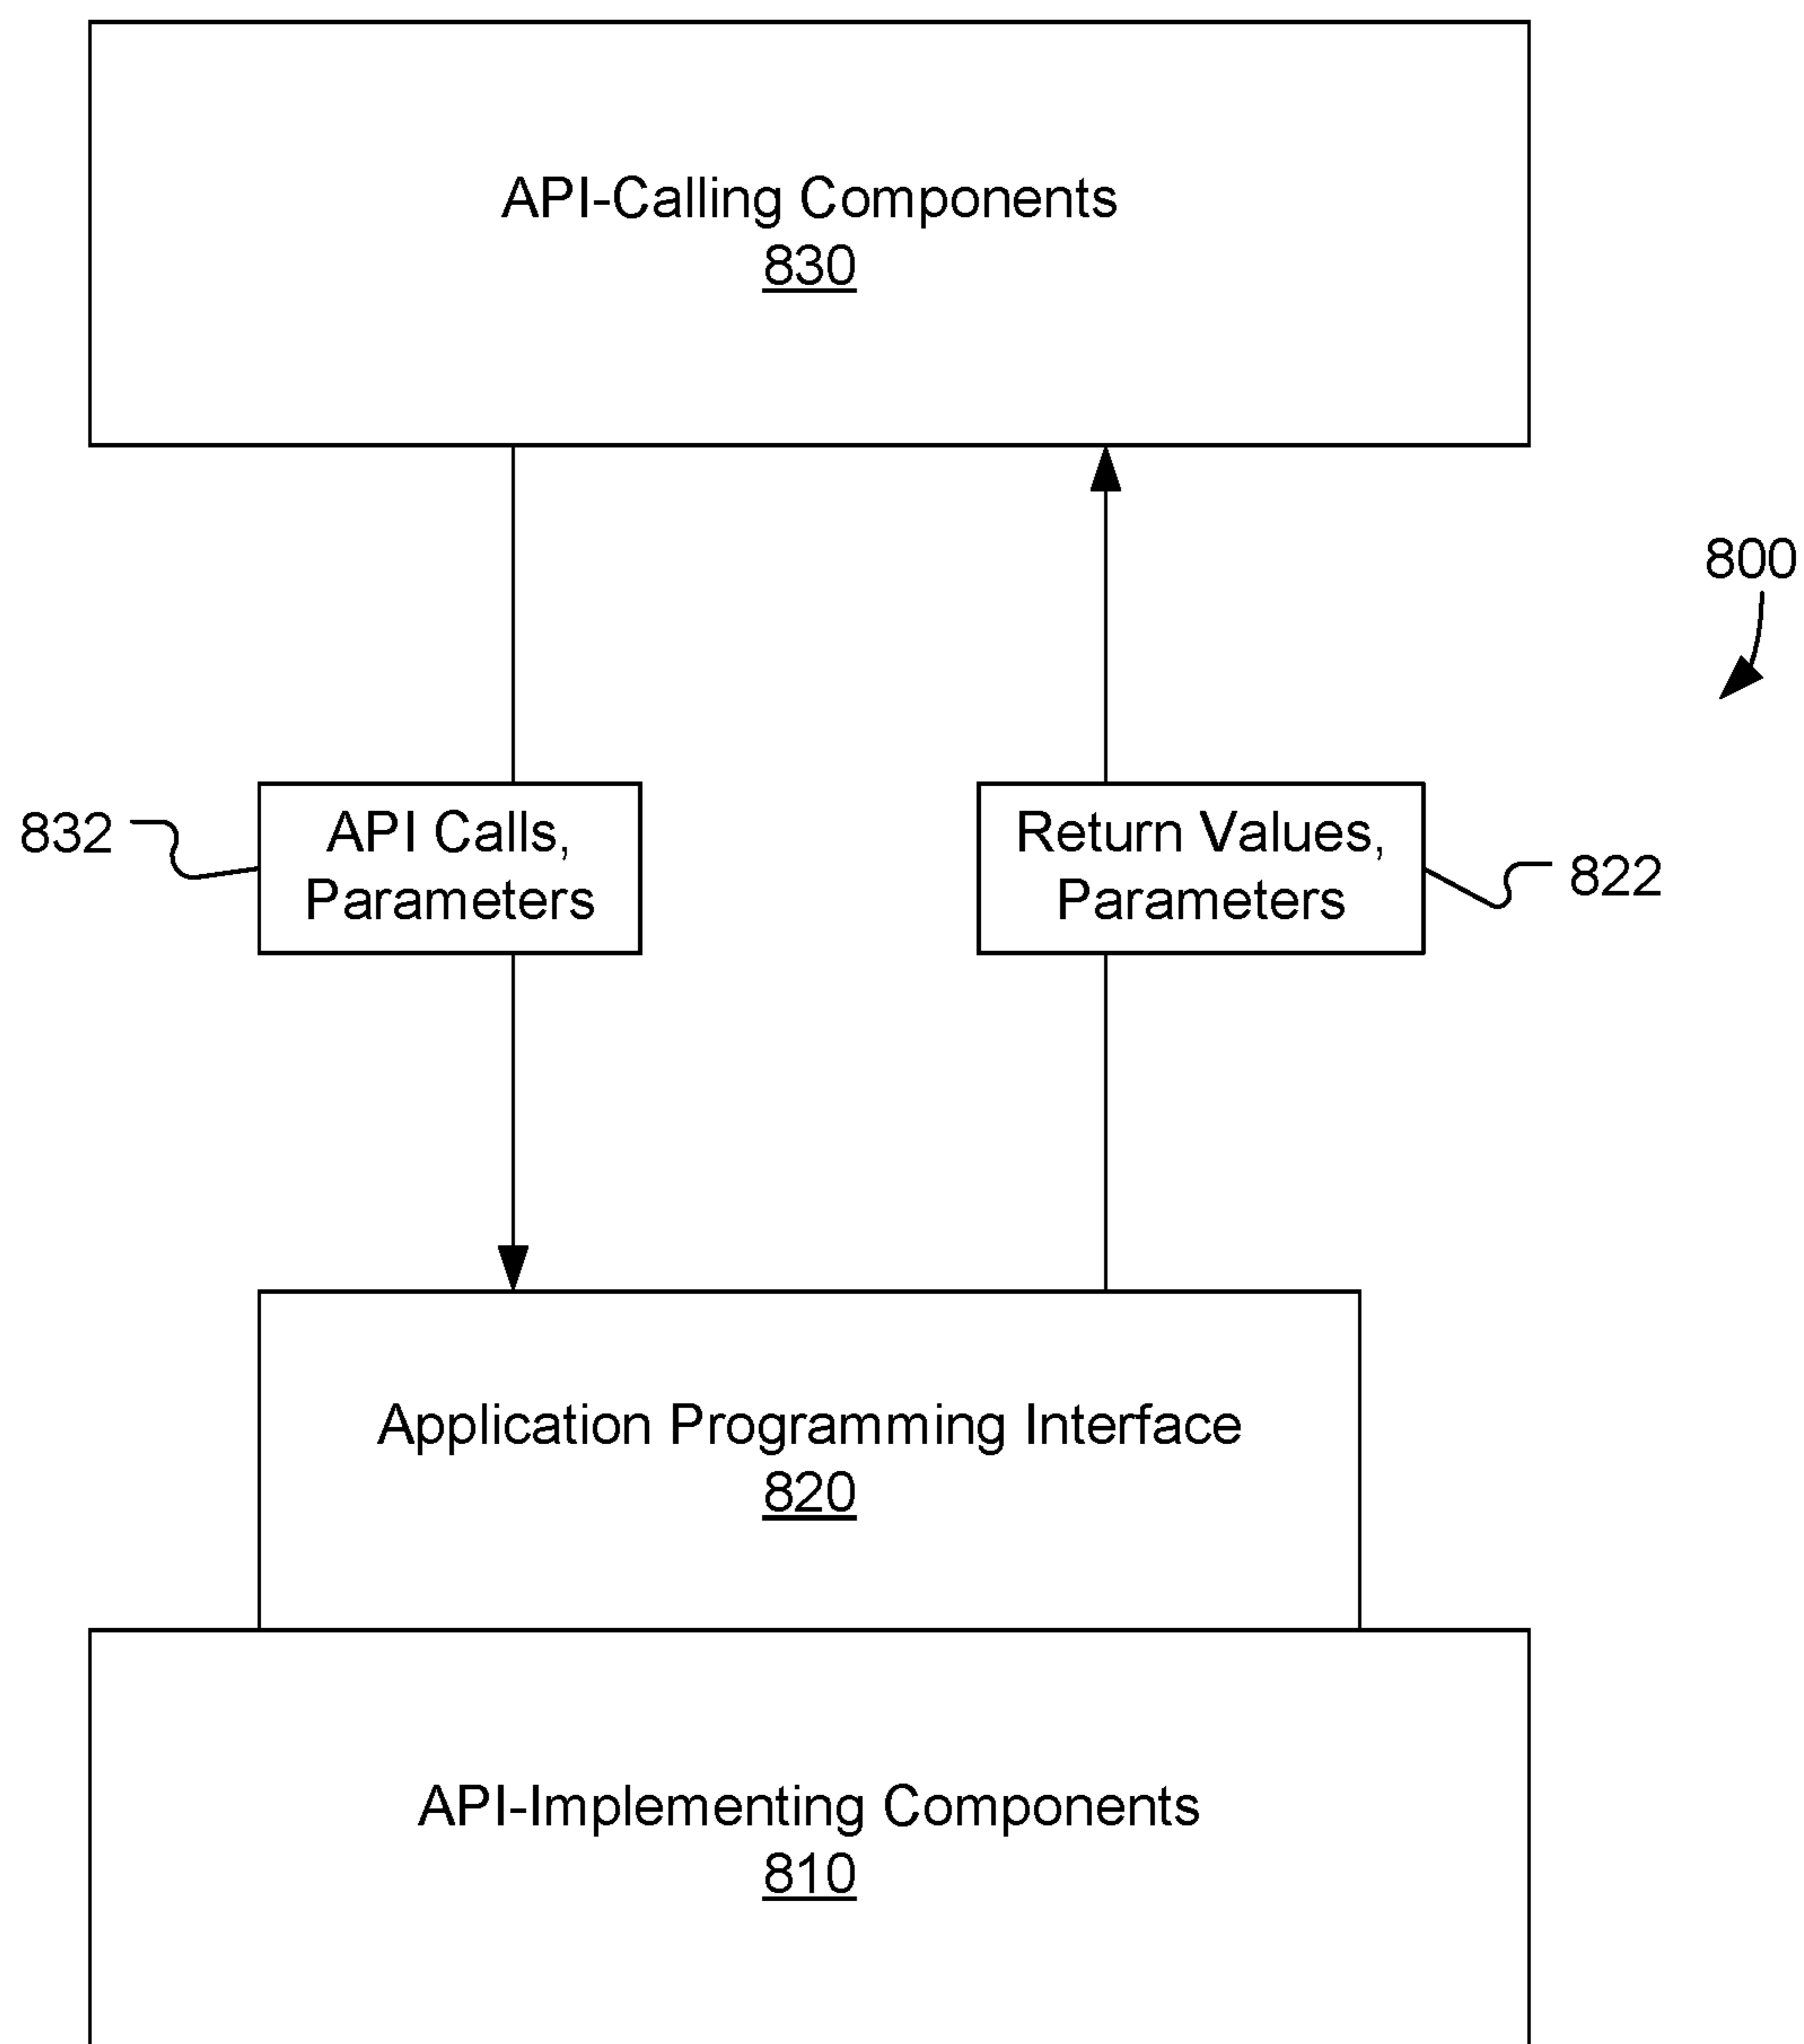 API-Calling Components
830
800
832
API Calls,
Parameters
Return Values,
Parameters
822
Application Programming Interface
820
API-Implementing Components
810